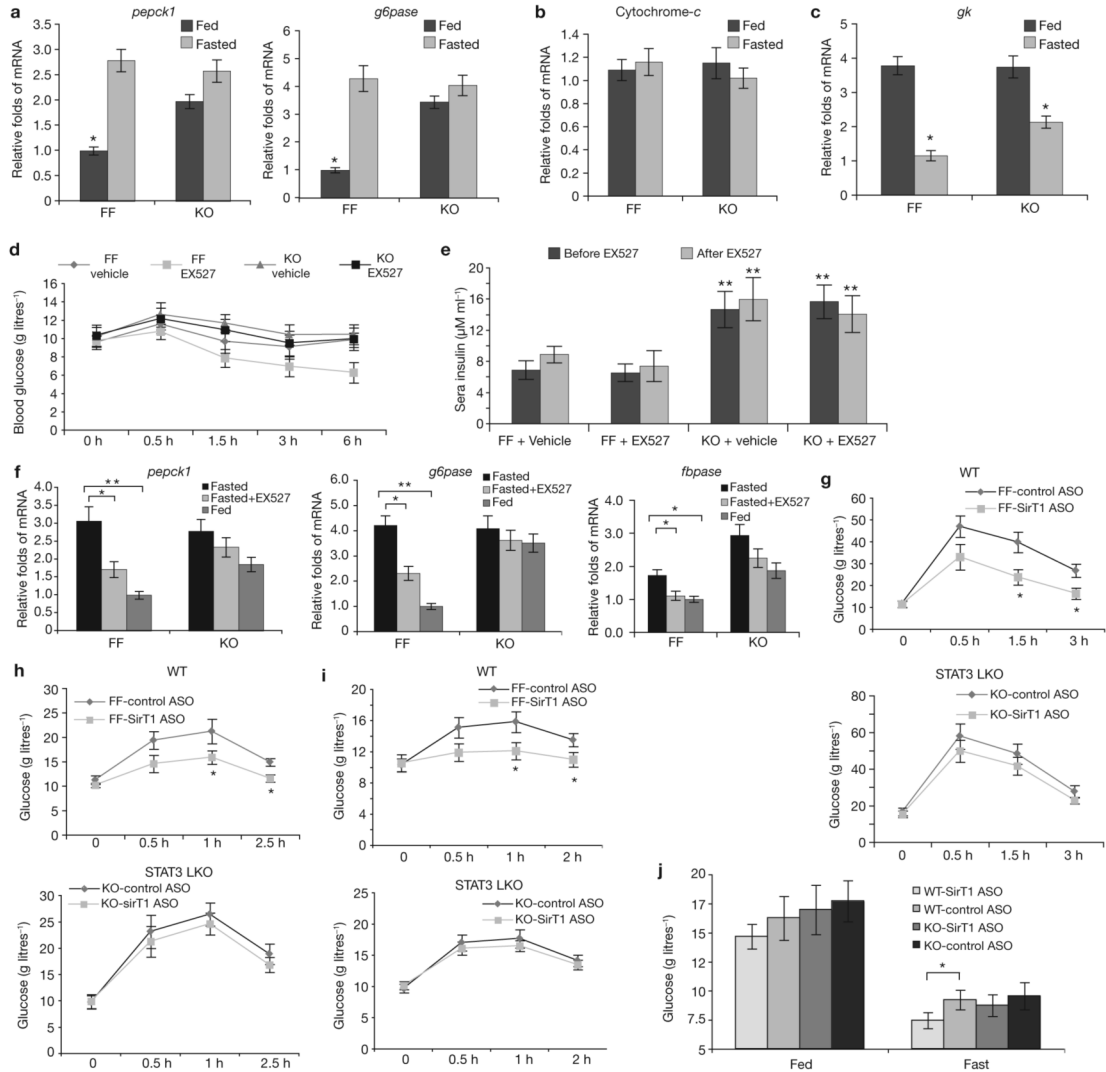 a
pepck1
Relative folds of mRNA
3.5
3.0
2.5
2.0
1.5
1.0
0.5
0
*
Fed
Fasted
FF
KO
g6pase
Relative folds of mRNA
6
5
4
3
2
1
0
*
Fed
Fasted
FF
KO
b
Cytochrome-c
Relative folds of mRNA
1.4
1.2
1.0
0.8
0.6
0.4
0.2
0
Fed
Fasted
FF
KO
c
gk
Relative folds of mRNA
5
4
3
2
1
0
*
*
Fed
Fasted
FF
KO
d
FF vehicle
FF EX527
KO vehicle
KO EX527
Blood glucose (g litres⁻¹)
16
14
12
10
8
6
4
2
0
0 h
0.5 h
1.5 h
3 h
6 h
e
Before EX527
After EX527
Sera insulin (μM ml⁻¹)
20
16
12
8
4
0
**
**
**
**
FF + Vehicle
FF + EX527
KO + vehicle
KO + EX527
f
pepck1
Relative folds of mRNA
4.0
3.5
3.0
2.5
2.0
1.5
1.0
0.5
0
**
*
Fasted
Fasted+EX527
Fed
FF
KO
g6pase
Relative folds of mRNA
6.0
5.0
4.0
3.0
2.0
1.0
0
**
*
Fasted
Fasted+EX527
Fed
FF
KO
fbpase
Relative folds of mRNA
4.0
3.0
2.0
1.0
0.0
*
*
Fasted
Fasted+EX527
Fed
FF
KO
g
WT
FF-control ASO
FF-SirT1 ASO
Glucose (g litres⁻¹)
60
50
40
30
20
10
0
*
*
0
0.5 h
1.5 h
3 h
STAT3 LKO
KO-control ASO
KO-SirT1 ASO
Glucose (g litres⁻¹)
80
60
40
20
0
0
0.5 h
1.5 h
3 h
h
WT
FF-control ASO
FF-SirT1 ASO
Glucose (g litres⁻¹)
30
25
20
15
10
5
0
*
*
0
0.5 h
1 h
2.5 h
STAT3 LKO
KO-control ASO
KO-sirT1 ASO
Glucose (g litres⁻¹)
30
25
20
15
10
5
0
0
0.5 h
1 h
2.5 h
i
WT
FF-control ASO
FF-SirT1 ASO
Glucose (g litres⁻¹)
20
16
12
8
4
0
*
*
0
0.5 h
1 h
2 h
STAT3 LKO
KO-control ASO
KO-SirT1 ASO
Glucose (g litres⁻¹)
25
20
15
10
5
0
0
0.5 h
1 h
2 h
j
WT-SirT1 ASO
WT-control ASO
KO-SirT1 ASO
KO-control ASO
Glucose (g litres⁻¹)
20
17
15
12
10
7.5
5
*
Fed
Fast